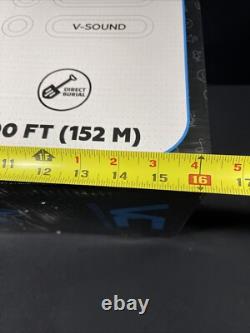 V-SOUND
DIRECT
BURIAL
00 FT (152 M)
11 1F 1 2 3 4 5
12 13 14 15 16 17
ebay